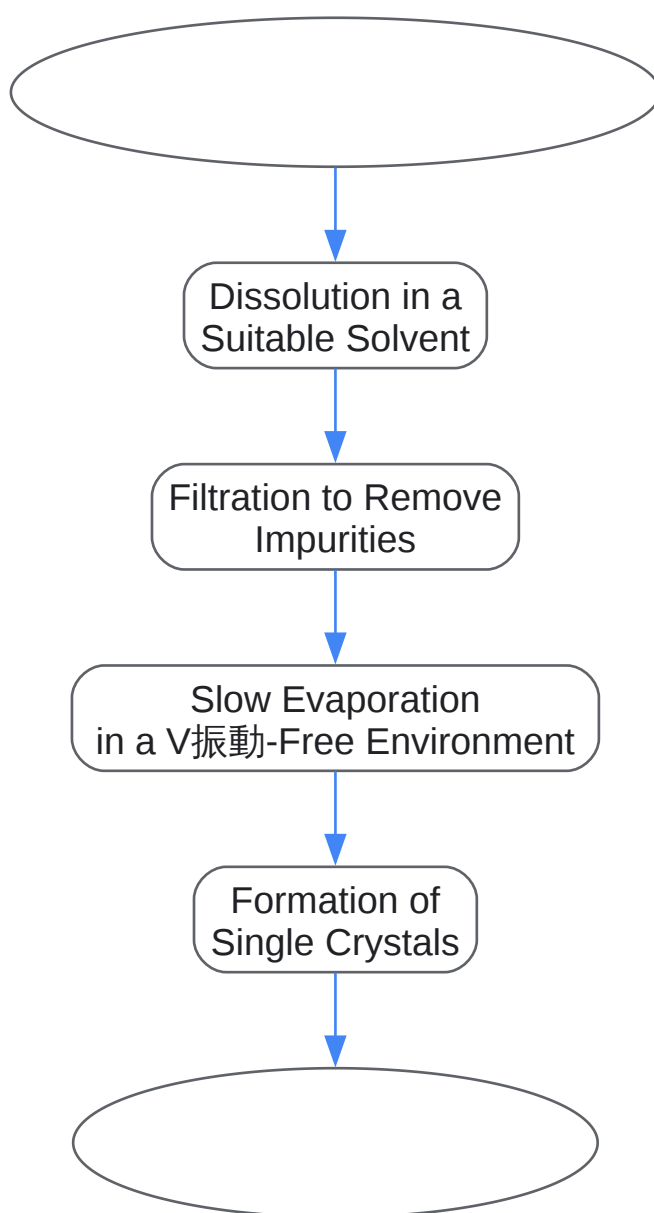 Dissolution in a
Suitable Solvent
Filtration to Remove
Impurities
Slow Evaporation
in a V振動-Free Environment
Formation of
Single Crystals